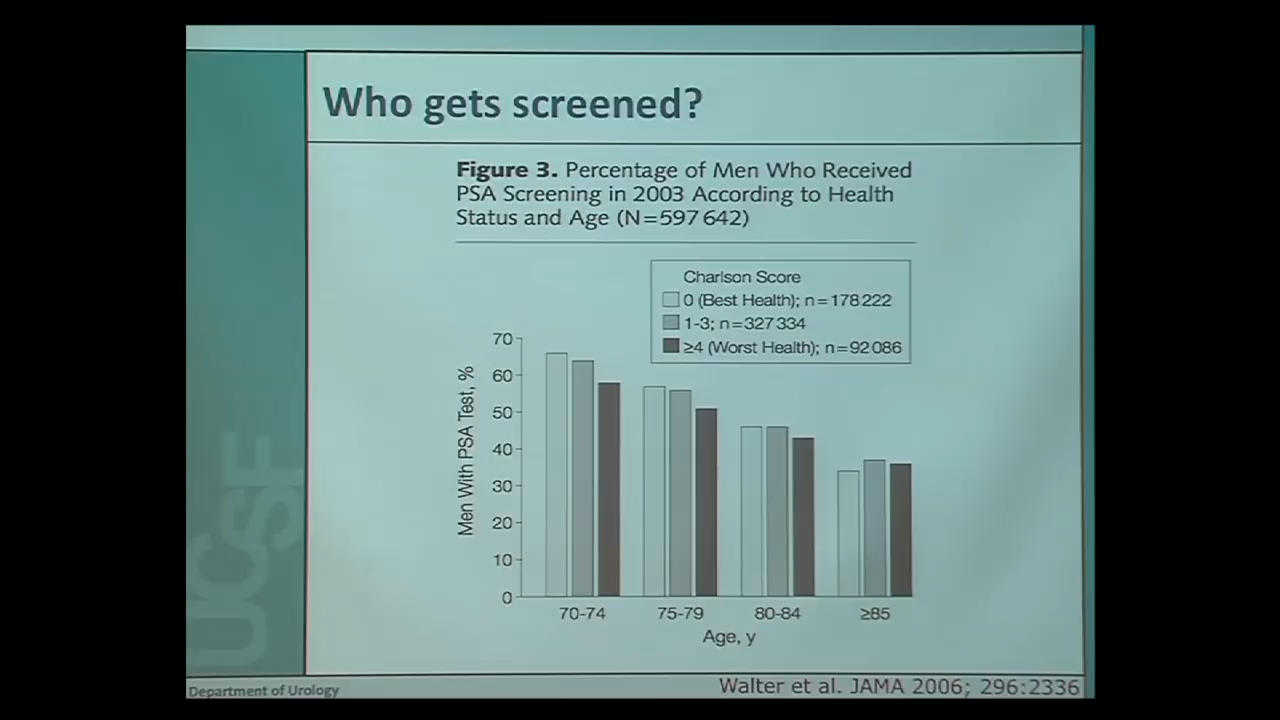 Who gets screened?
Figure 3. Percentage of Men Who Received
PSA Screening in 2003 According to Health
Status and Age (N=597 642)
Charlson Score
0 (Best Health); n=178 222
1-3; n=327 334
≥4 (Worst Health); n=92 086
Men With PSA Test, %
70
60
50
40
30
20
10
0
70-74 75-79 80-84 ≥85
Age, y
UCSF
Department of Urology
Walter et al. JAMA 2006; 296:2336